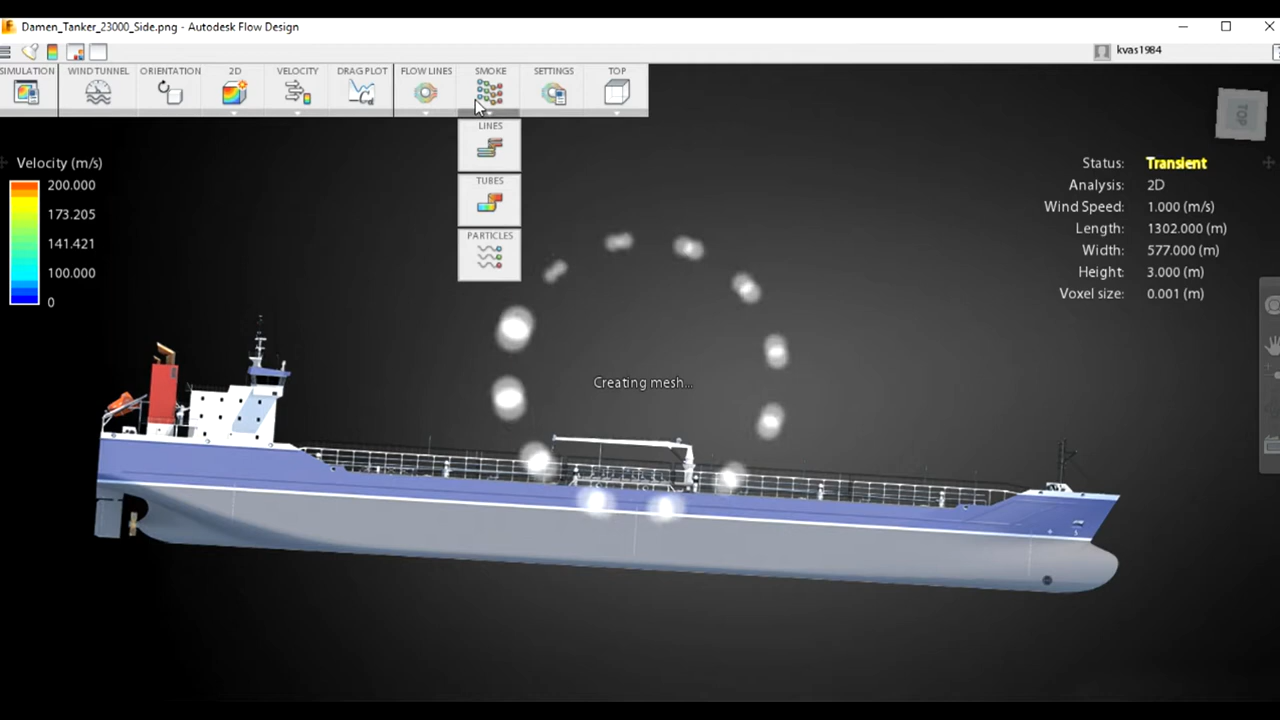 Damen_Tanker_23000_Side.png - Autodesk Flow Design
kvas1984
SIMULATION
WIND TUNNEL
ORIENTATION
2D
VELOCITY
DRAG PLOT
FLOW LINES
SMOKE
SETTINGS
TOP
LINES
TUBES
PARTICLES
TOP
Velocity (m/s)
200.000
173.205
141.421
100.000
0
Status: Transient
Analysis: 2D
Wind Speed: 1.000 (m/s)
Length: 1302.000 (m)
Width: 577.000 (m)
Height: 3.000 (m)
Voxel size: 0.001 (m)
Creating mesh...